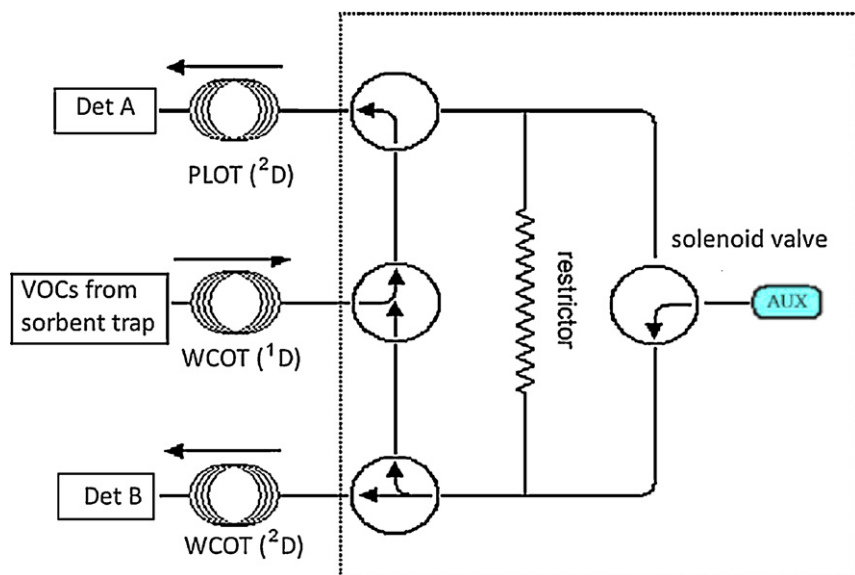 Det A
PLOT (²D)
solenoid valve
VOCs from
sorbent trap
WCOT (¹D)
restrictor
AUX
Det B
WCOT (²D)